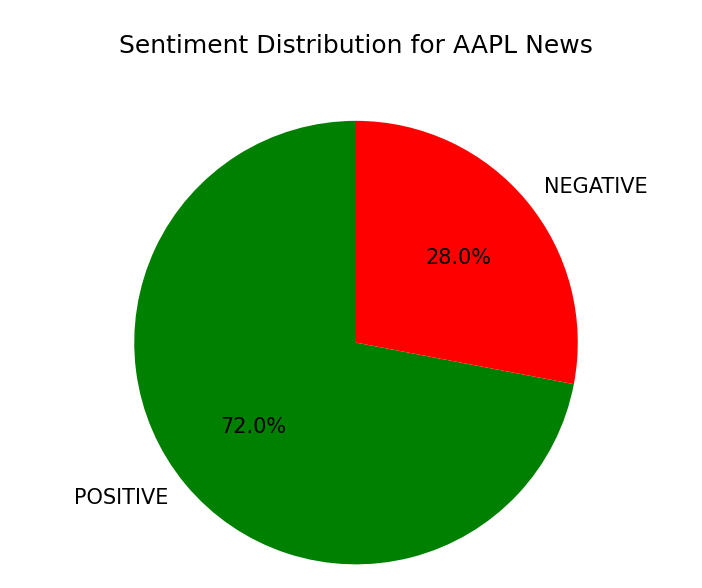 Sentiment Distribution for AAPL News
NEGATIVE
28.0%
72.0%
POSITIVE